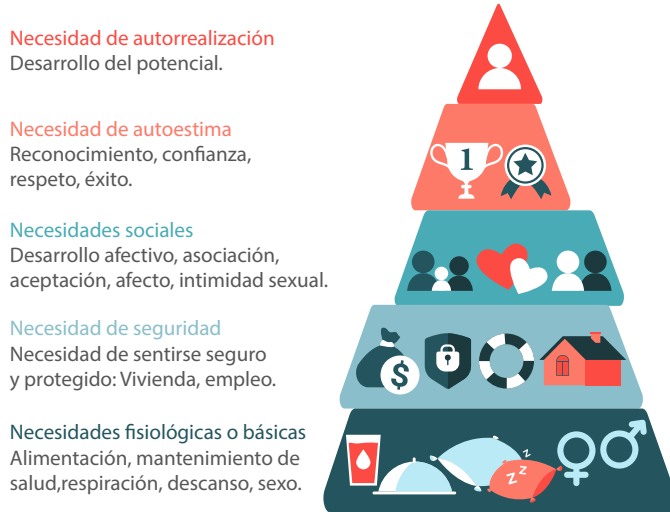 Necesidad de autorrealización
Desarrollo del potencial.
Necesidad de autoestima
Reconocimiento, confianza,
respeto, éxito.
1
Necesidades sociales
Desarrollo afectivo, asociación,
aceptación, afecto, intimidad sexual.
Necesidad de seguridad
Necesidad de sentirse seguro
y protegido: Vivienda, empleo.
$
Necesidades fisiológicas o básicas
Alimentación, mantenimiento de
salud,respiración, descanso, sexo.
z z
z z z